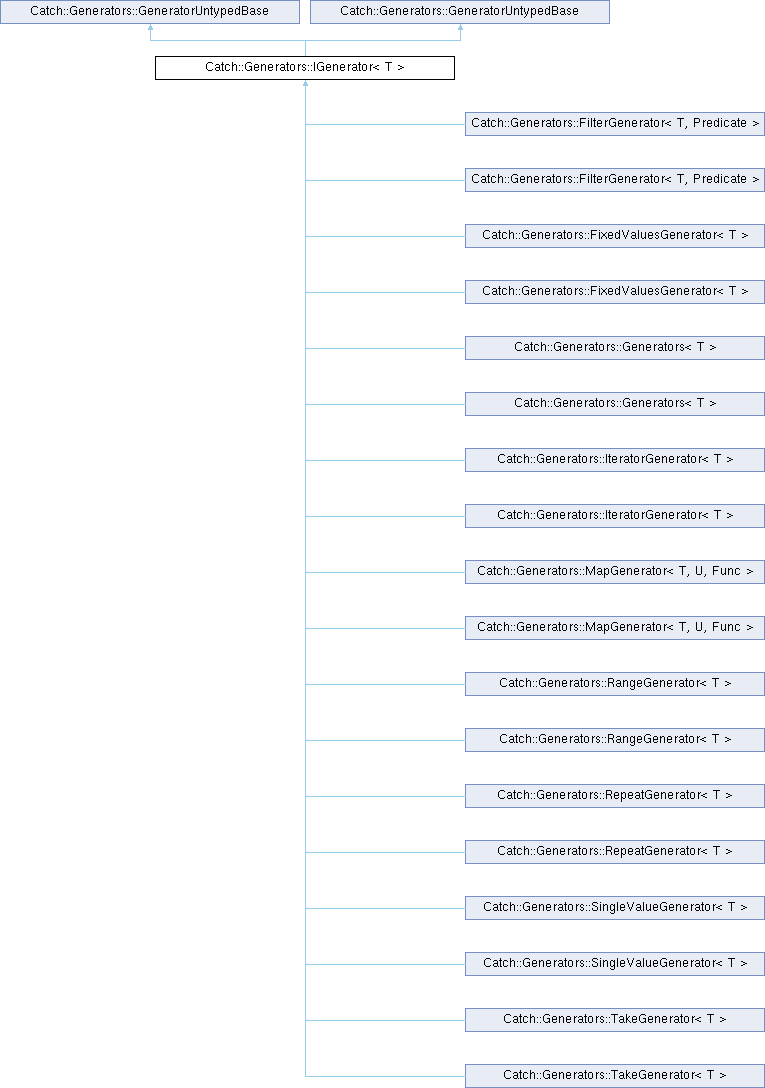 Catch::Generators::GeneratorUntypedBase
Catch::Generators::GeneratorUntypedBase
Catch::Generators::IGenerator< T >
Catch::Generators::FilterGenerator< T, Predicate >
Catch::Generators::FilterGenerator< T, Predicate >
Catch::Generators::FixedValuesGenerator< T >
Catch::Generators::FixedValuesGenerator< T >
Catch::Generators::Generators< T >
Catch::Generators::Generators< T >
Catch::Generators::IteratorGenerator< T >
Catch::Generators::IteratorGenerator< T >
Catch::Generators::MapGenerator< T, U, Func >
Catch::Generators::MapGenerator< T, U, Func >
Catch::Generators::RangeGenerator< T >
Catch::Generators::RangeGenerator< T >
Catch::Generators::RepeatGenerator< T >
Catch::Generators::RepeatGenerator< T >
Catch::Generators::SingleValueGenerator< T >
Catch::Generators::SingleValueGenerator< T >
Catch::Generators::TakeGenerator< T >
Catch::Generators::TakeGenerator< T >